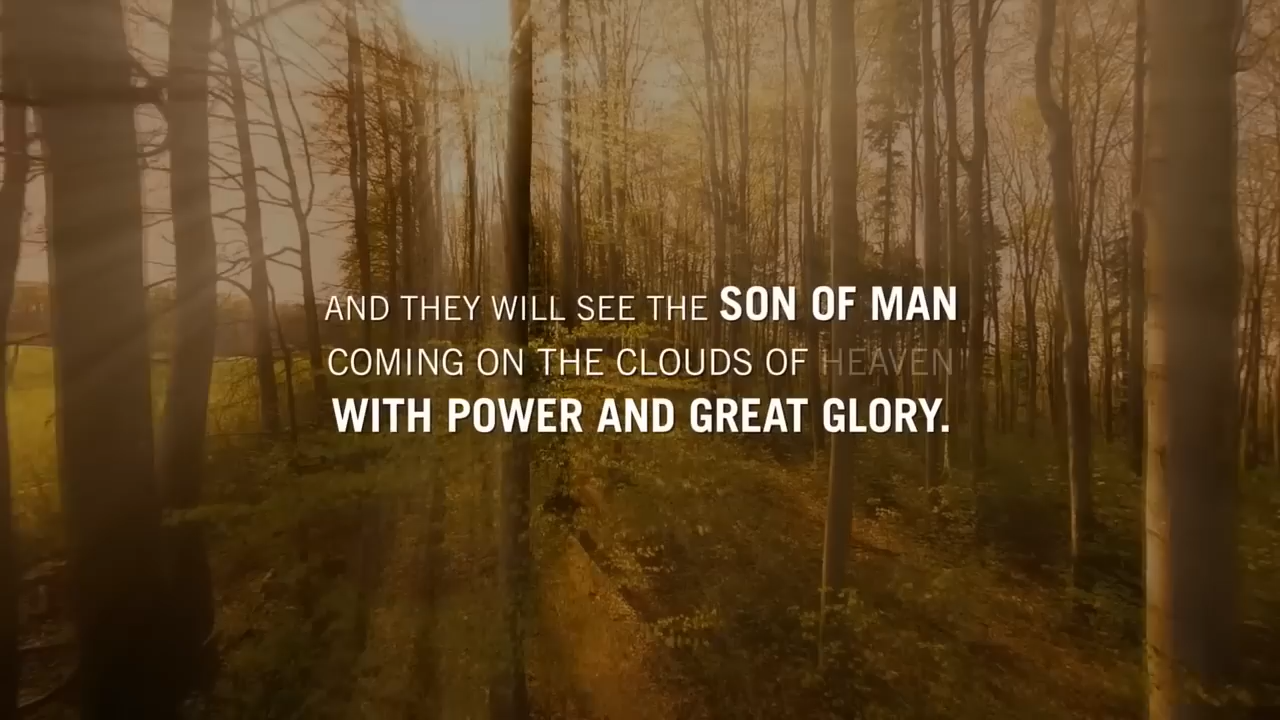 AND THEY WILL SEE THE SON OF MAN
COMING ON THE CLOUDS OF HEAVEN"
WITH POWER AND GREAT GLORY.